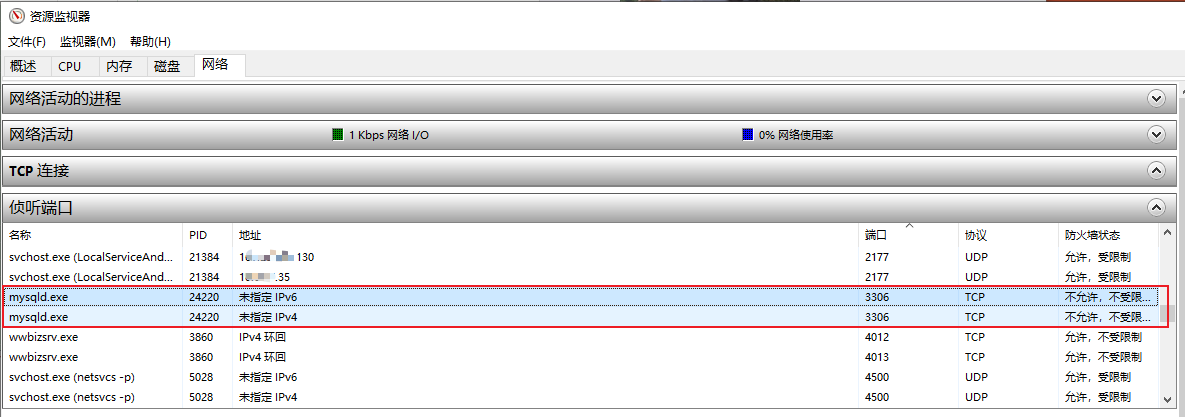 资源监视器
文件(F) 监视器(M) 帮助(H)
概述 CPU 内存 磁盘 网络
网络活动的进程
网络活动 1 Kbps 网络 I/O 0% 网络使用率
TCP 连接
侦听端口
名称 PID 地址 端口 协议 防火墙状态
svchost.exe (LocalServiceAnd... 21384 130 2177 UDP 允许，受限制
svchost.exe (LocalServiceAnd... 21384 .35 2177 UDP 允许，受限制
mysqld.exe 24220 未指定 IPv6 3306 TCP 不允许，不受限...
mysqld.exe 24220 未指定 IPv4 3306 TCP 不允许，不受限...
wwbizsrv.exe 3860 IPv4 环回 4012 TCP 允许，不受限制
wwbizsrv.exe 3860 IPv4 环回 4013 TCP 允许，不受限制
svchost.exe (netsvcs -p) 5028 未指定 IPv6 4500 UDP 允许，受限制
svchost.exe (netsvcs -p) 5028 未指定 IPv4 4500 UDP 允许，受限制